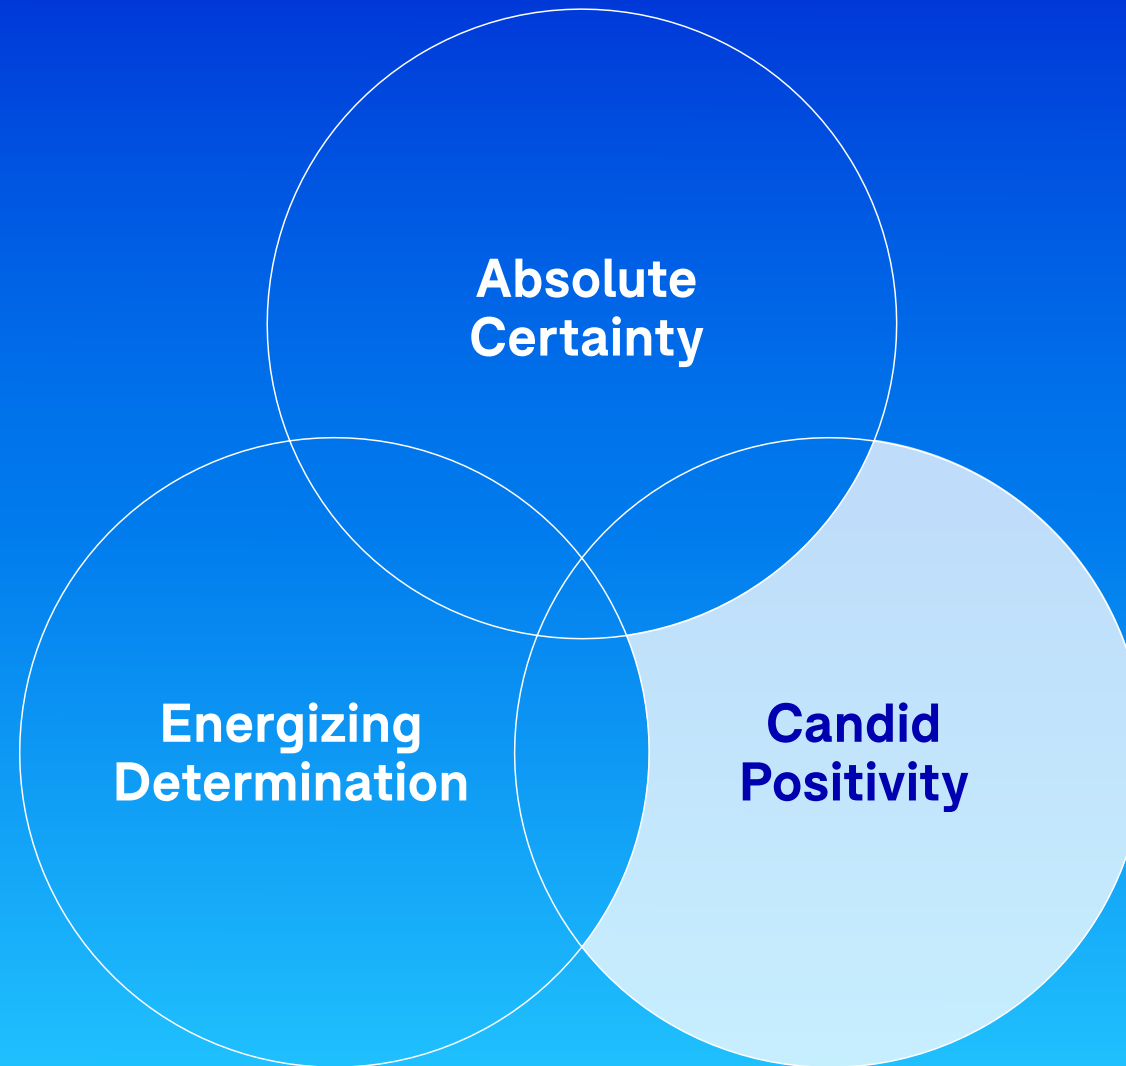 Absolute
Certainty
Energizing
Determination
Candid
Positivity